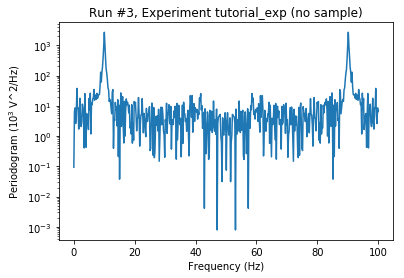 Run #3, Experiment tutorial_exp (no sample)
Periodogram (10³ V^2/Hz)
10³
10²
10¹
10⁰
10⁻¹
10⁻²
10⁻³
0 20 40 60 80 100
Frequency (Hz)